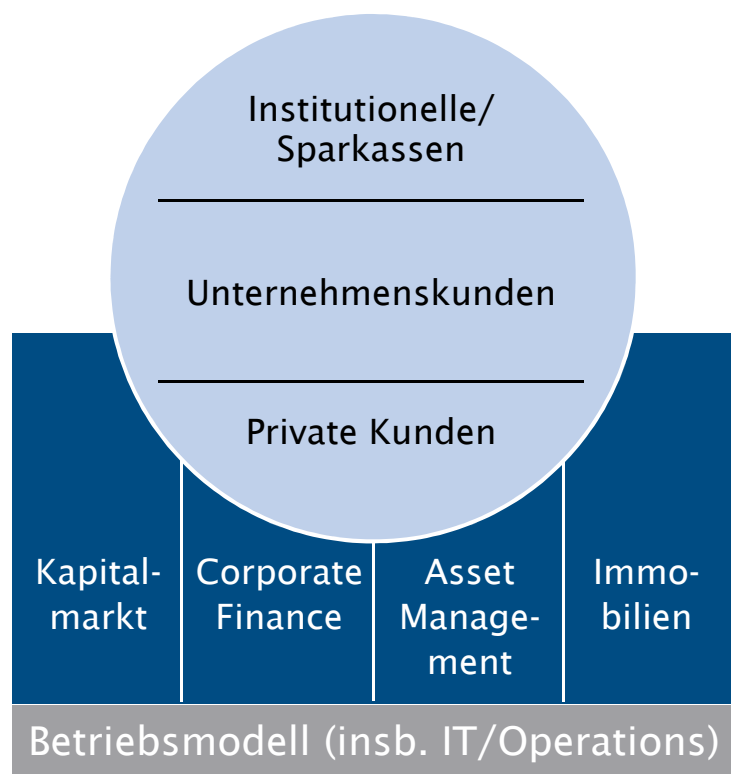 Institutionelle/
Sparkassen
Unternehmenskunden
Private Kunden
Kapital-
markt
Corporate
Finance
Asset
Manage-
ment
Immo-
bilien
Betriebsmodell (insb. IT/Operations)